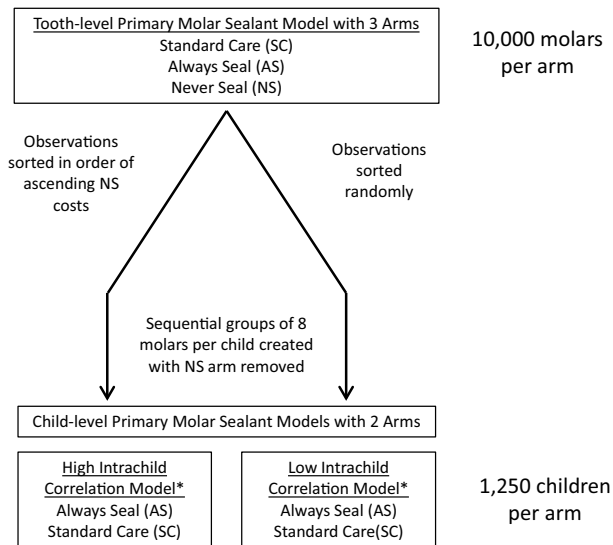 Tooth-level Primary Molar Sealant Model with 3 Arms
Standard Care (SC)
Always Seal (AS)
Never Seal (NS)
10,000 molars
per arm
Observations
sorted in order of
ascending NS
costs
Observations
sorted
randomly
Sequential groups of 8
molars per child created
with NS arm removed
Child-level Primary Molar Sealant Models with 2 Arms
High Intrachild
Correlation Model*
Always Seal (AS)
Standard Care (SC)
Low Intrachild
Correlation Model*
Always Seal (AS)
Standard Care(SC)
1,250 children
per arm